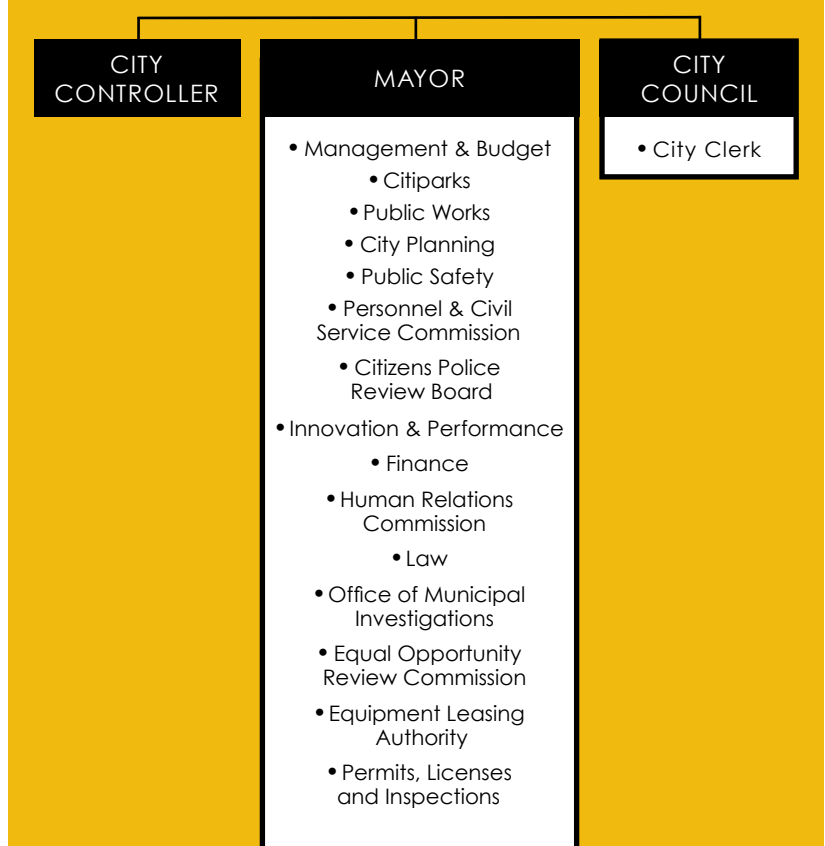 CITY
CONTROLLER
MAYOR
• Management & Budget
• Citiparks
• Public Works
• City Planning
• Public Safety
• Personnel & Civil
Service Commission
• Citizens Police
Review Board
• Innovation & Performance
• Finance
• Human Relations
Commission
• Law
• Office of Municipal
Investigations
• Equal Opportunity
Review Commission
• Equipment Leasing
Authority
• Permits, Licenses
and Inspections
CITY
COUNCIL
• City Clerk